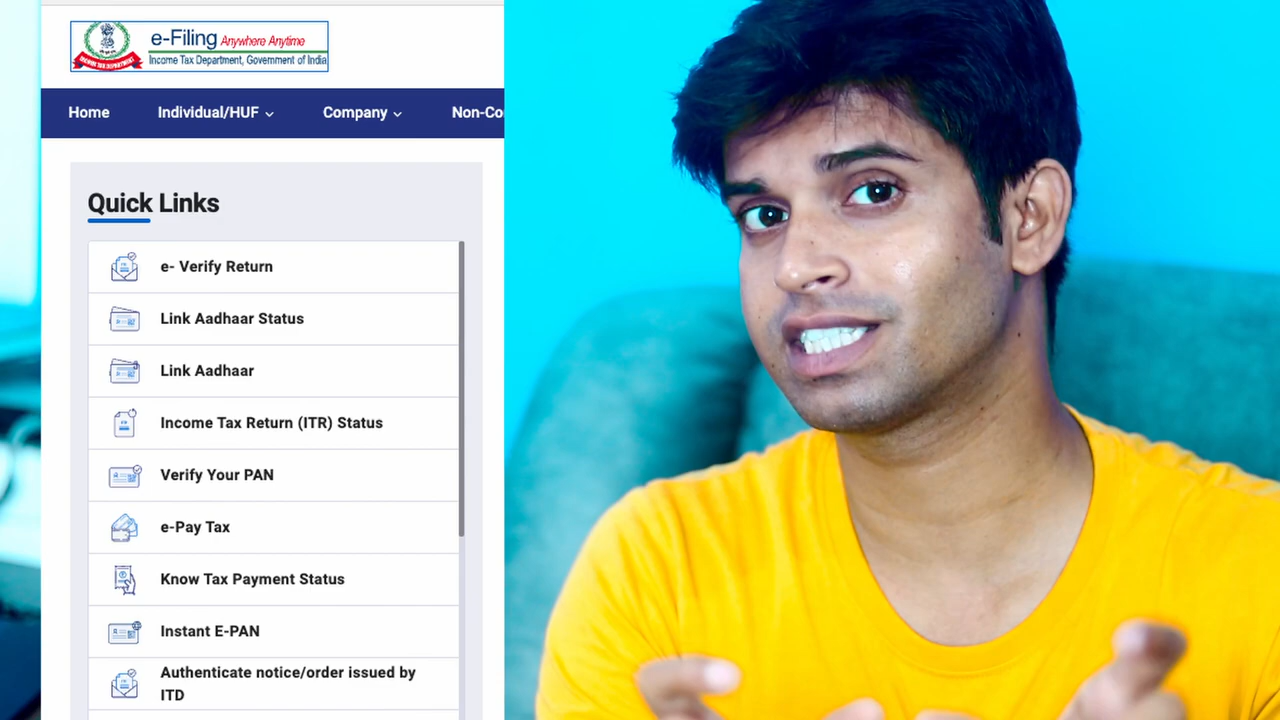 e-Filing Anywhere Anytime
Income Tax Department, Government of India
Home Individual/HUF Company Non-Co
Quick Links
e- Verify Return
Link Aadhaar Status
Link Aadhaar
Income Tax Return (ITR) Status
Verify Your PAN
e-Pay Tax
Know Tax Payment Status
Instant E-PAN
Authenticate notice/order issued by
ITD